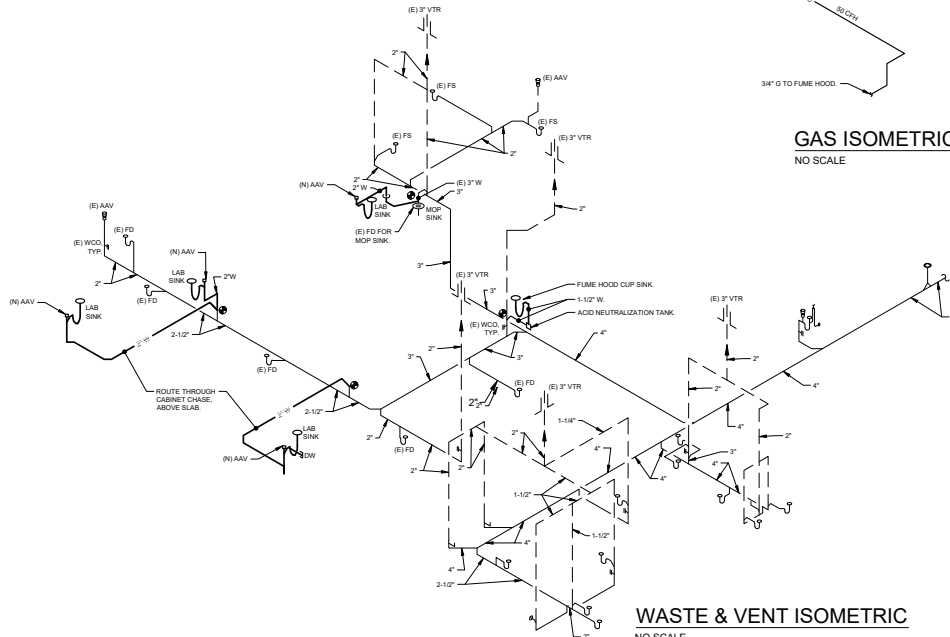 (E) 3" VTR
50 CFH
3/4" G TO FUME HOOD.
GAS ISOMETRIC
NO SCALE
2"
(E) AAV
(E) FS
(E) FS
(E) FS
2"
(E) 3" VTR
2"
(N) AAV
2" W
LAB
SINK
MOP
SINK
(E) 3" W
3"
(E) FD FOR
MOP SINK.
2"
(E) AAV
(E) WCO,
TYP.
(E) FD
2"
(N) AAV
LAB
SINK
2"W
(E) FD
2-1/2"
(N) AAV
LAB
SINK
2" W
3"
(E) 3" VTR
3"
FUME HOOD CUP SINK.
1-1/2" W.
ACID NEUTRALIZATION TANK.
(E) WCO,
TYP.
2"
3"
3"
4"
(E) 3" VTR
2"
2"
4"
4"
(E) FD
ROUTE THROUGH
CABINET CHASE,
ABOVE SLAB.
2" W
2-1/2"
2"
2"
(E) FD
(E) 3" VTR
(N) AAV
LAB
SINK
DW
2"
(E) FD
2"
2"
2"
2"
1-1/4"
4"
4"
4"
3"
4"
2"
1-1/2"
1-1/2"
4"
4"
2-1/2"
2"
WASTE & VENT ISOMETRIC
NO SCALE